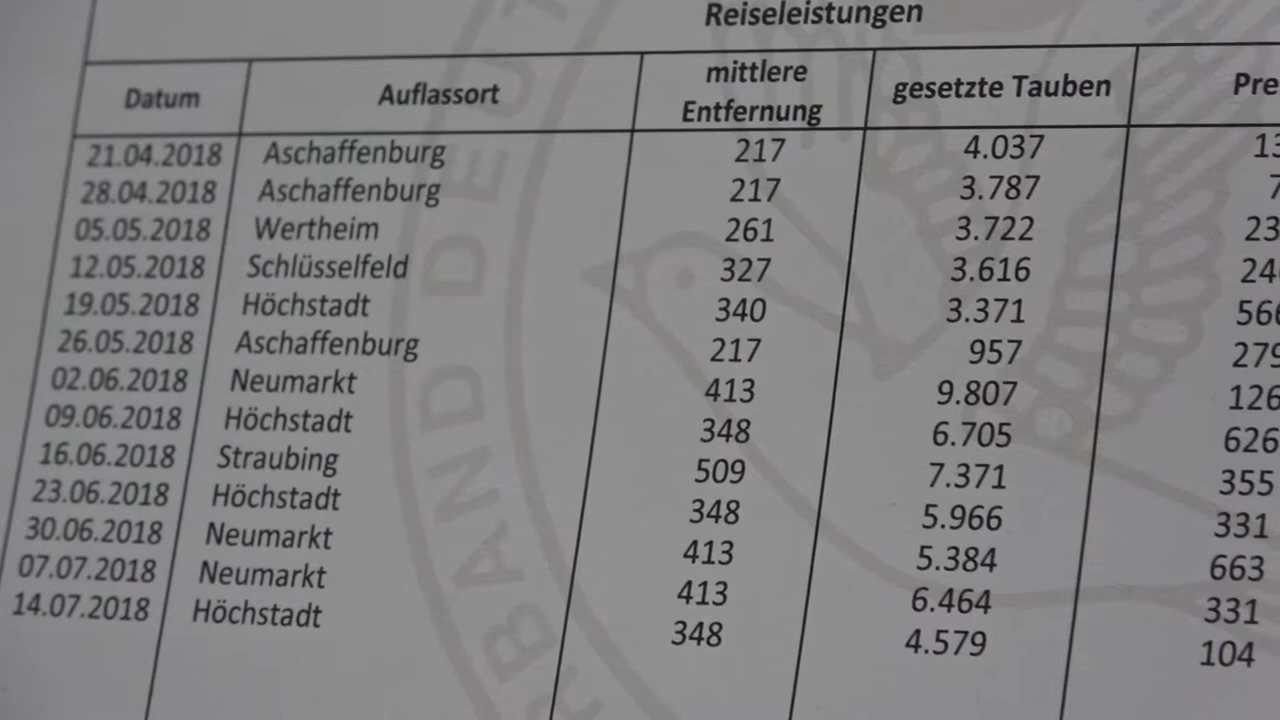 Reiseleistungen
Datum Auflassort mittlere Entfernung gesetzte Tauben
21.04.2018 Aschaffenburg 217 4.037
28.04.2018 Aschaffenburg 217 3.787
05.05.2018 Wertheim 261 3.722
12.05.2018 Schlüsselfeld 327 3.616
19.05.2018 Höchstadt 340 3.371
26.05.2018 Aschaffenburg 217 957
02.06.2018 Neumarkt 413 9.807
09.06.2018 Höchstadt 348 6.705
16.06.2018 Straubing 509 7.371 355
23.06.2018 Höchstadt 348 5.966 331
30.06.2018 Neumarkt 413 5.384 663
07.07.2018 Neumarkt 413 6.464 331
14.07.2018 Höchstadt 348 4.579 104